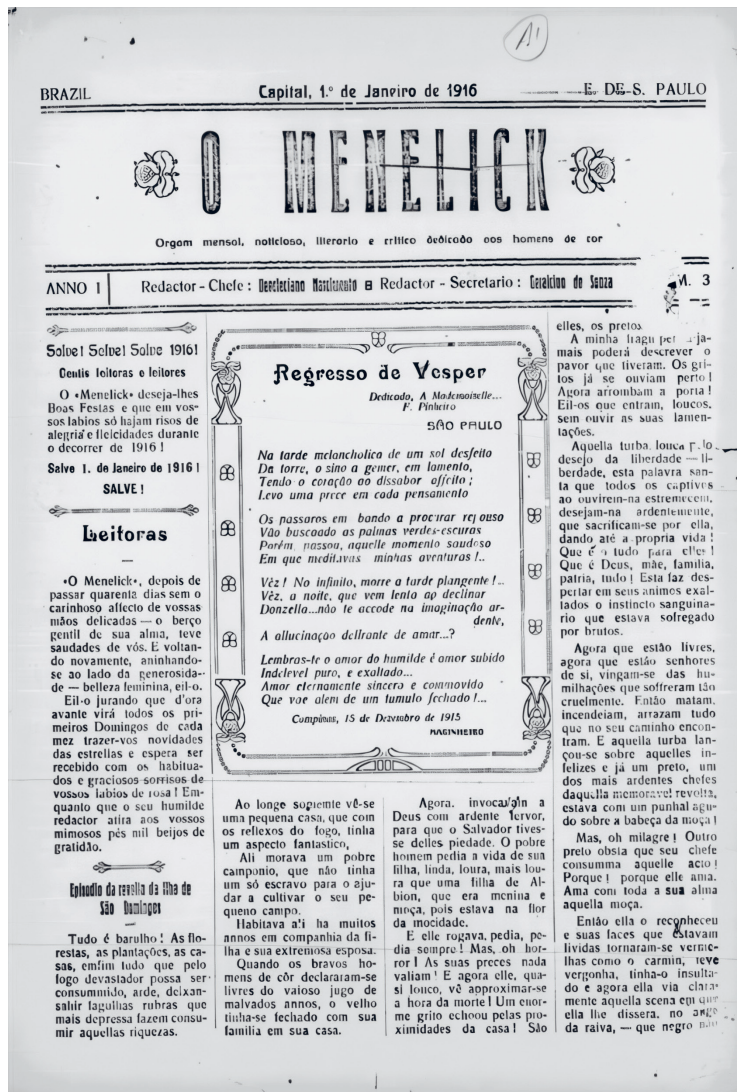 A1
BRAZIL
Capital, 1.º de Janeiro de 1916
E. DE S. PAULO
O MENELICK
Orgam mensal, noticioso, literario e critico dedicado aos homens de cor
ANNO I
Redactor - Chefe : Deocleciano Nascimento Redactor - Secretario : Geraldino de Souza
M. 3
Salve! Salve! Salve 1916!
Gentis leitoras e leitores
O «Menelick» deseja-lhes
Boas Festas e que em vos-
sos labios só hajam risos de
alegria e flicidades durante
o decorrer de 1916 !
Salve 1. de Janeiro de 1916 !
SALVE !
Leitoras
«O Menelick», depois de
passar quarenta dias sem o
carinhoso affecto de vossas
mãos delicadas — o berço
gentil de sua alma, teve
saudades de vós. E voltan-
do novamente, aninhando-
se ao lado da generosida-
de — belleza feminina, eil-o.
Eil-o jurando que d'ora
avante virá todos os pri-
meiros Domingos de cada
mez trazer-vos novidades
das estrellas e espera ser
recebido com os habitua-
dos e graciosos sorrisos de
vossos labios de rosa ! Em-
quanto que o seu humilde
redactor atira aos vossos
mimosos pés mil beijos de
gratidão.
Episodio da revolta da Ilha de
São Domingos
Tudo é barulho ! As flo-
restas, as plantações, as ca-
sas, emfim tudo que pelo
fogo devastador possa ser
consummido, arde, deixan-
sahir fagulhas rubras que
mais depressa fazem consu-
mir aquellas riquezas.
Regresso de Vesper
Dedicado, A Mademoiselle...
F. Pinheiro
SÃO PAULO
Na tarde melancholica de um sol desfeito
Da torre, o sino a gemer, em lamento,
Tendo o coração ao dissabor affeito ;
Levo uma prece em cada pensamento
Os passaros em bando a procurar repouso
Vão buscoado as palmas verdes-escuras
Porém, passou, aquelle momento saudoso
Em que meditavas minhas aventuras !..
Vêz ! No infinito, morre a tarde plangente !...
Vêz, a noite, que vem lento ao declinar
Donzella...não te accode na imaginação ar-
dente,
A allucinação delirante de amar...?
Lembras-te o amor do humilde é amor subido
Indelevel puro, e exaltado...
Amor eternamente sincero e commovido
Que vae alem de um tumulo fechado !...
Campinas, 15 de Dezembro de 1915
MAGINHEIRO
Ao longe sopiente vê-se
uma pequena casa, que com
os reflexos do fogo, tinha
um aspecto fantastico,
Ali morava um pobre
camponio, que não tinha
um só escravo para o aju-
dar a cultivar o seu pe-
queno campo.
Habitava ali ha muitos
annos em companhia da fi-
lha e sua extremosa esposa.
Quando os bravos ho-
mens de côr declararam-se
livres do vaioso jugo de
malvados annos, o velho
tinha-se fechado com sua
familia em sua casa.
Agora, invocavam a
Deus com ardente fervor,
para que o Salvador tives-
se delles piedade. O pobre
homem pedia a vida de sua
filha, linda, loura, mais lou-
ra que uma filha de Al-
bion, que era menina e
moça, pois estava na flor
da mocidade.
E elle rogava, pedia, pe-
dia sempre ! Mas, oh hor-
ror ! As suas preces nada
valiam ! E agora elle, qua-
si louco, vê approximar-se
a hora da morte ! Um enor-
me grito echoou pelas pro-
ximidades da casa ! São
elles, os pretos
A minha ja-
mais poderá descrever o
pavor que tiveram. Os gri-
tos já se ouviam perto !
Agora arrombam a porta !
Eil-os que entram, loucos,
sem ouvir as suas lamen-
tações.
Aquella turba, louca pelo
desejo da liberdade — li-
berdade, esta palavra san-
ta que todos os captivos
ao ouvirem-na estremecem,
desejam-na ardentemente,
que sacrificam-se por ella,
dando até a propria vida !
Que é o tudo para elles !
Que é Deus, mãe, familia,
patria, tudo ! Esta faz des-
pertar em seus animos exal-
tados o instincto sanguina-
rio que estava sofregado
por brutos.
Agora que estão livres,
agora que estão senhores
de si, vingam-se das hu-
milhações que soffreram tão
cruelmente. Então matam,
incendeiam, arrazam tudo
que no seu caminho encon-
tram. E aquella turba lan-
çou-se sobre aquelles in-
felizes e já um preto, um
dos mais ardentes chefes
daquella memoravel revolta,
estava com um punhal agu-
do sobre a babeça da moça !
Mas, oh milagre ! Outro
preto obsta que seu chefe
consumma aquelle acto !
Porque ! porque elle ama.
Ama com toda a sua alma
aquella moça.
Então ella o reconheceu
e suas faces que estavam
lividas tornaram-se verme-
lhas como o carmin, teve
vergonha, tinha-o insulta-
do e agora ella via clara-
mente aquella scena em que
ella lhe dissera, no auge
da raiva, — que negro não